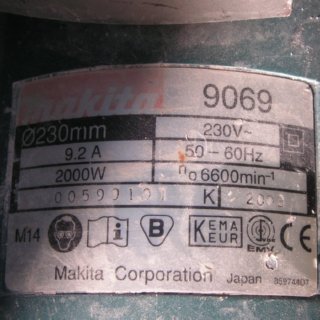 makita 9069
Ø230mm 230V~
9.2 A 50–60Hz
2000W n₀ 6600min⁻¹
K
M14 B KEMA KEUR EMV CE
Makita Corporation Japan